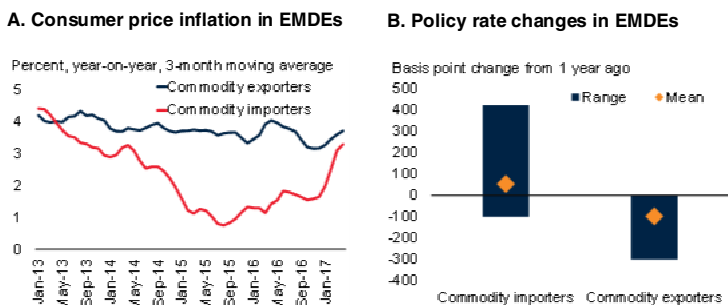 A. Consumer price inflation in EMDEs
Percent, year-on-year, 3-month moving average
5
4
3
2
1
0
Commodity exporters
Commodity importers
Jan-13
May-13
Sep-13
Jan-14
May-14
Sep-14
Jan-15
May-15
Sep-15
Jan-16
May-16
Sep-16
Jan-17
B. Policy rate changes in EMDEs
Basis point change from 1 year ago
500
400
300
200
100
0
-100
-200
-300
-400
Range
Mean
Commodity importers
Commodity exporters